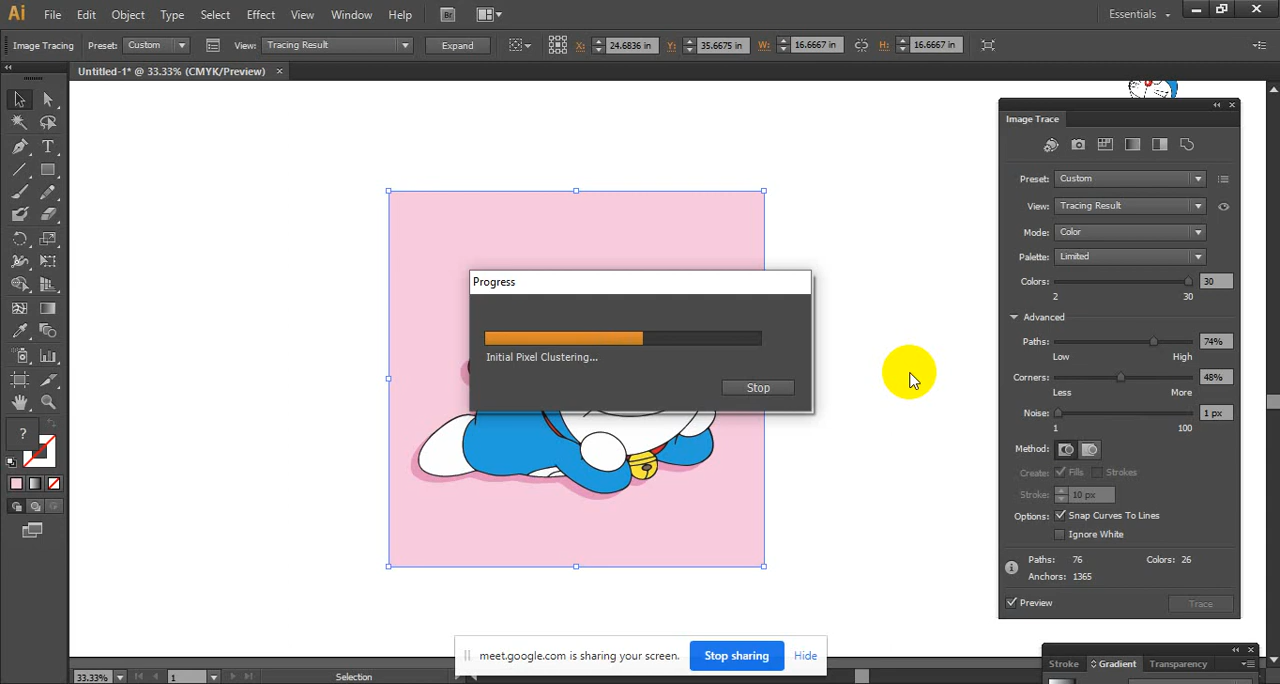 Ai File Edit Object Type Select Effect View Window Help Br Essentials
Image Tracing Preset: Custom View: Tracing Result Expand X: 24.6836 in Y: 35.6675 in W: 16.6667 in H: 16.6667 in
Untitled-1* @ 33.33% (CMYK/Preview) ×
Image Trace
Preset: Custom
View: Tracing Result
Mode: Color
Palette: Limited
Colors: 30
2 30
Advanced
Paths: 74%
Low High
Corners: 48%
Less More
Noise: 1 px
1 100
Method:
Create: Fills Strokes
Stroke: 10 px
Options: Snap Curves To Lines
Ignore White
Paths: 76 Colors: 26
Anchors: 1365
Preview Trace
Progress
Initial Pixel Clustering...
Stop
?
meet.google.com is sharing your screen. Stop sharing Hide
Stroke Gradient Transparency
33.33% 1 Selection